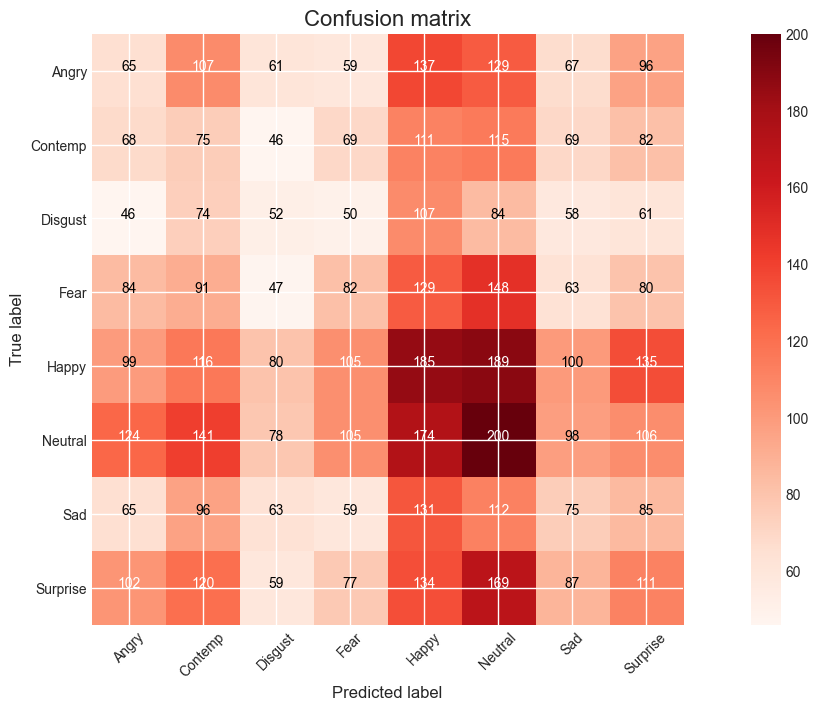 Confusion matrix
Angry 65 107 61 59 137 129 67 96
Contemp 68 75 46 69 111 115 69 82
Disgust 46 74 52 50 107 84 58 61
Fear 84 91 47 82 129 148 63 80
Happy 99 116 80 105 185 189 100 135
Neutral 124 141 78 105 174 200 98 106
Sad 65 96 63 59 131 112 75 85
Surprise 102 120 59 77 134 169 87 111
Angry Contemp Disgust Fear Happy Neutral Sad Surprise
Predicted label
True label
200
180
160
140
120
100
80
60